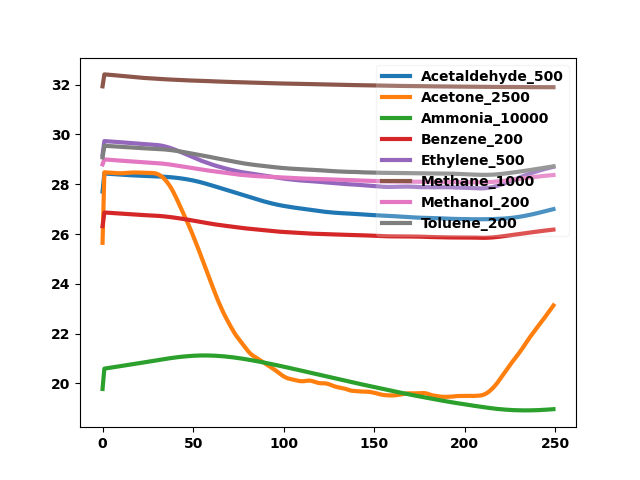 32
30
28
26
24
22
20
0
50
100
150
200
250
Acetaldehyde_500
Acetone_2500
Ammonia_10000
Benzene_200
Ethylene_500
Methane_1000
Methanol_200
Toluene_200